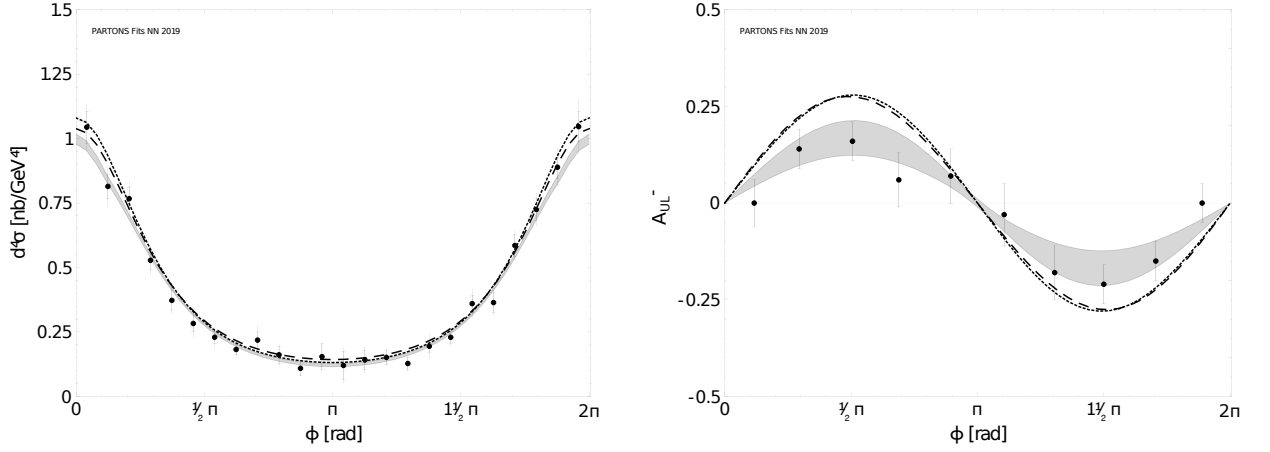 1.5
PARTONS Fits NN 2019
1.25
1
0.75
0.5
0.25
0
d⁴σ [nb/GeV⁴]
0 ½ π π 1½ π 2π
ϕ [rad]
0.5
PARTONS Fits NN 2019
0.25
0
-0.25
-0.5
A_UL⁻
0 ½ π π 1½ π 2π
ϕ [rad]